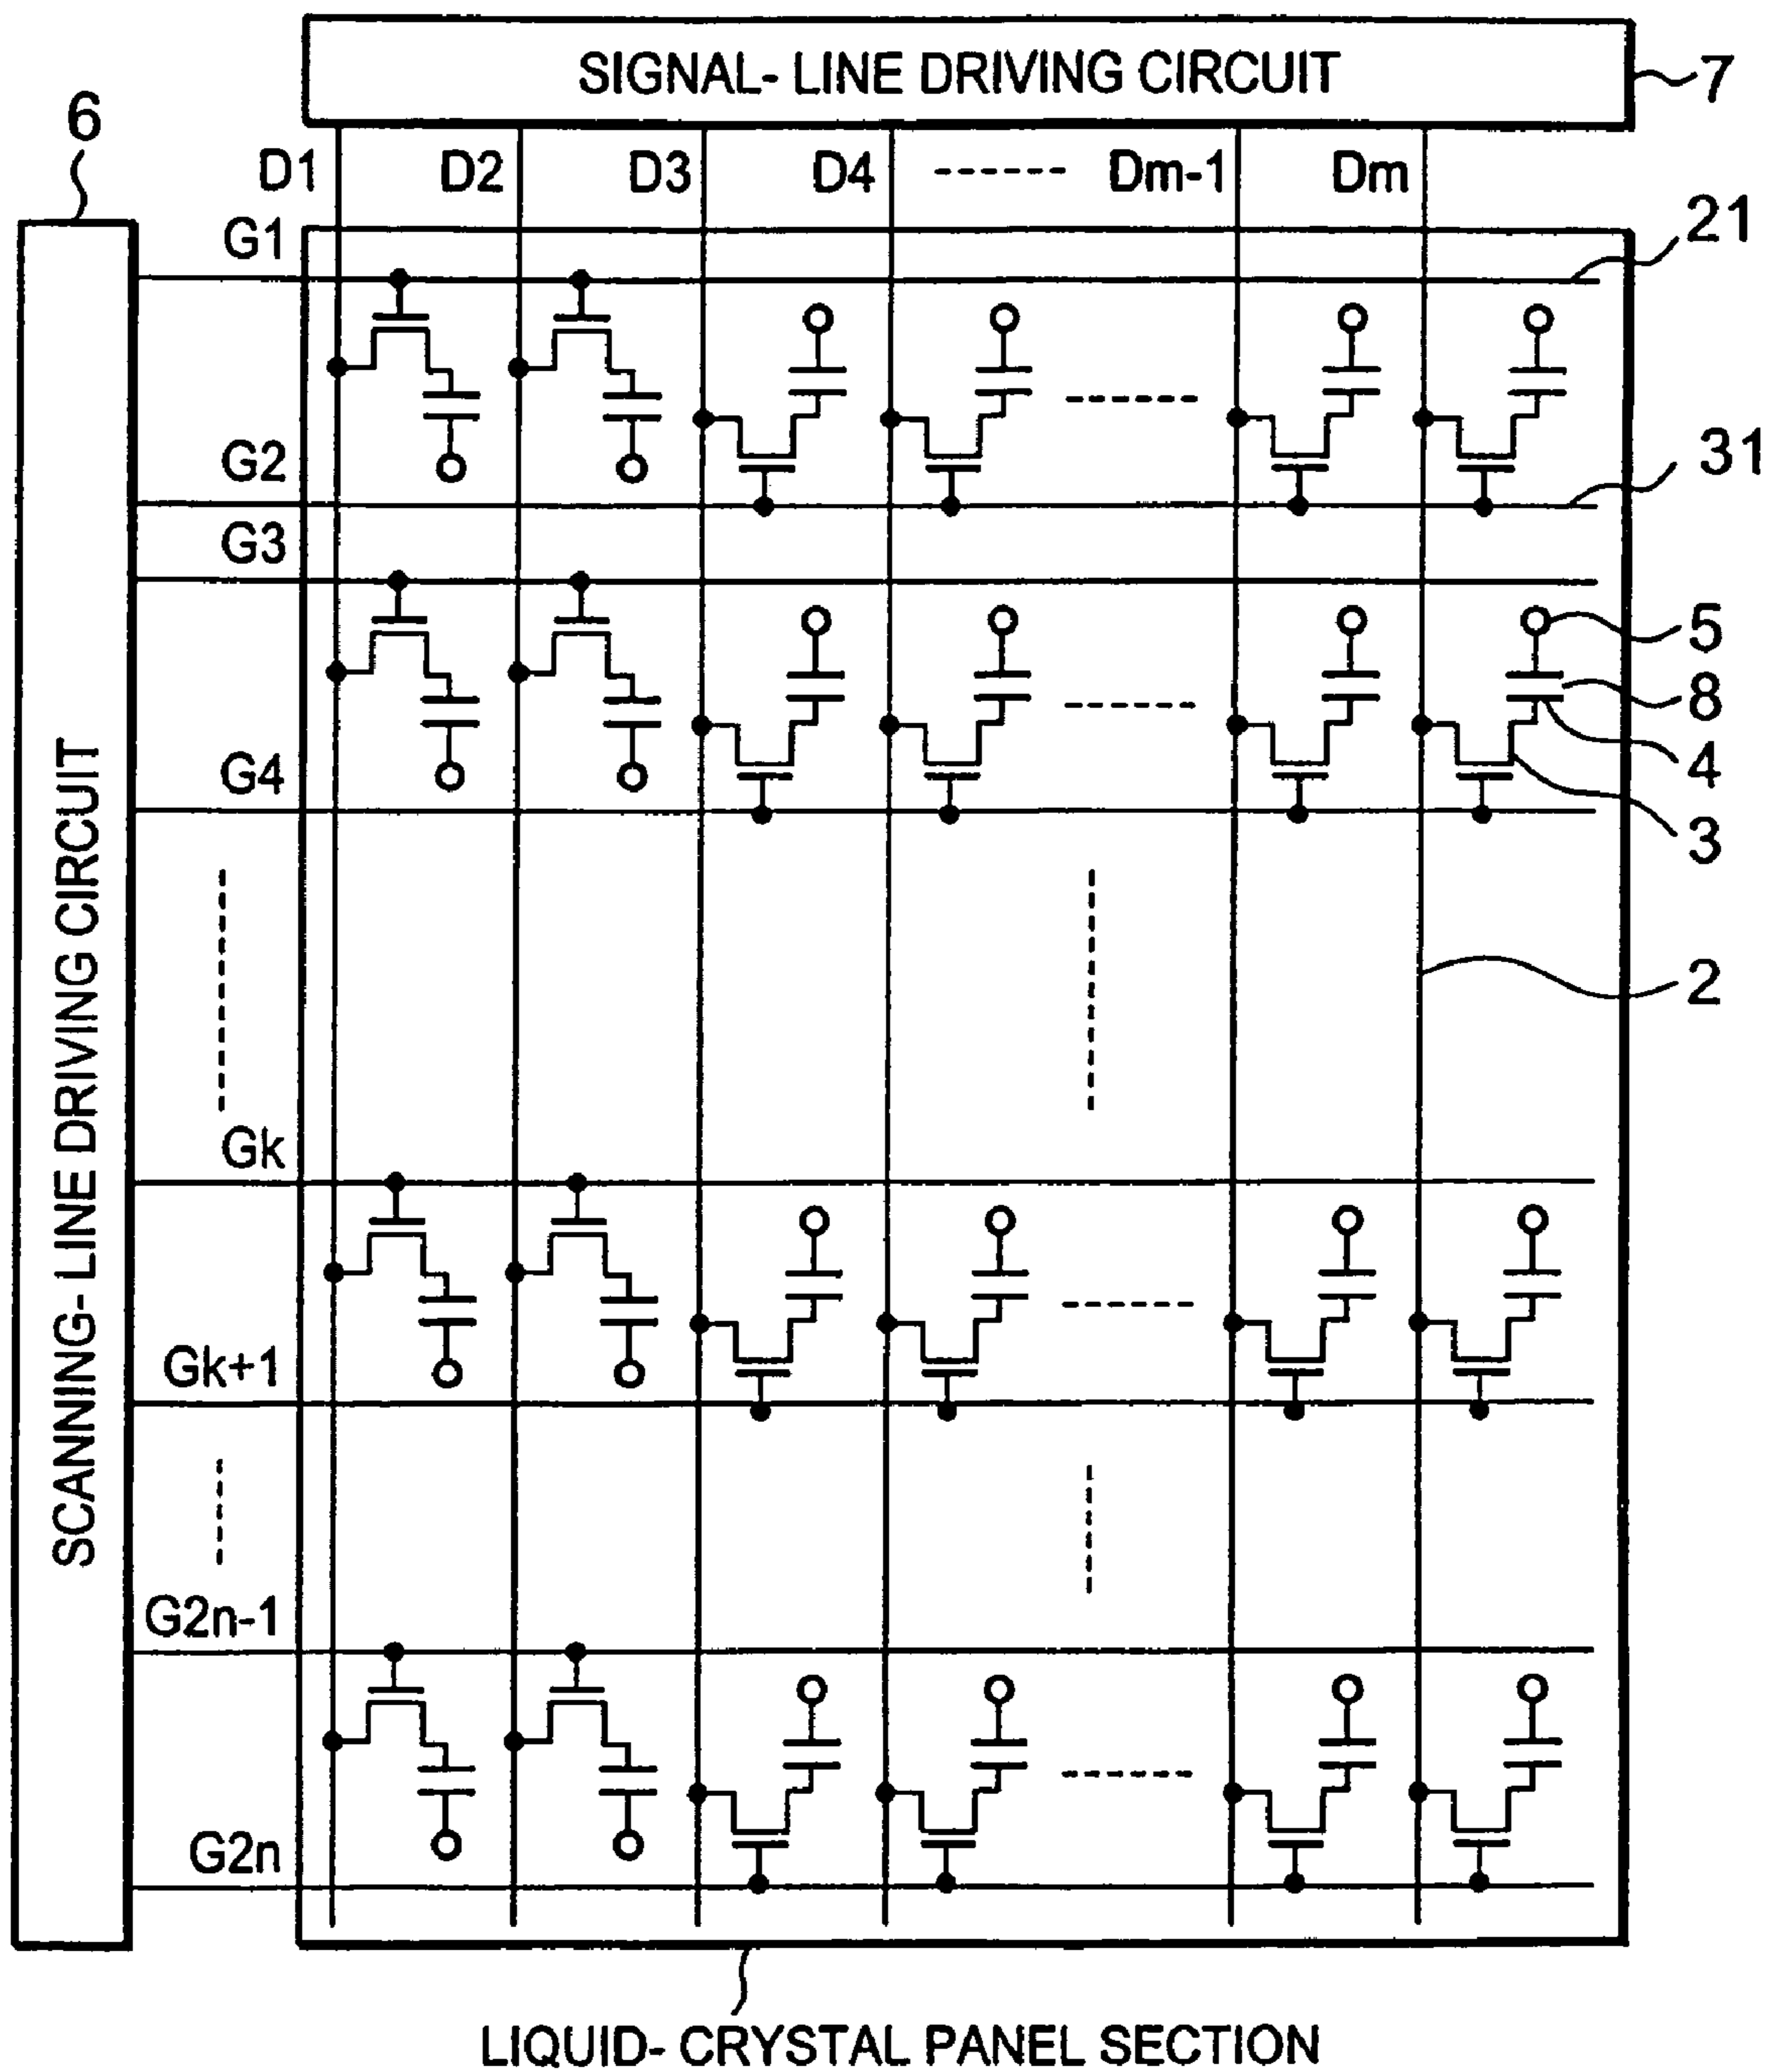 SIGNAL- LINE DRIVING CIRCUIT
7
6
D1 D2 D3 D4 Dm-1 Dm
21
G1
G2
31
G3
5
8
G4
4
3
SCANNING- LINE DRIVING CIRCUIT
2
Gk
Gk+1
G2n-1
G2n
LIQUID- CRYSTAL PANEL SECTION